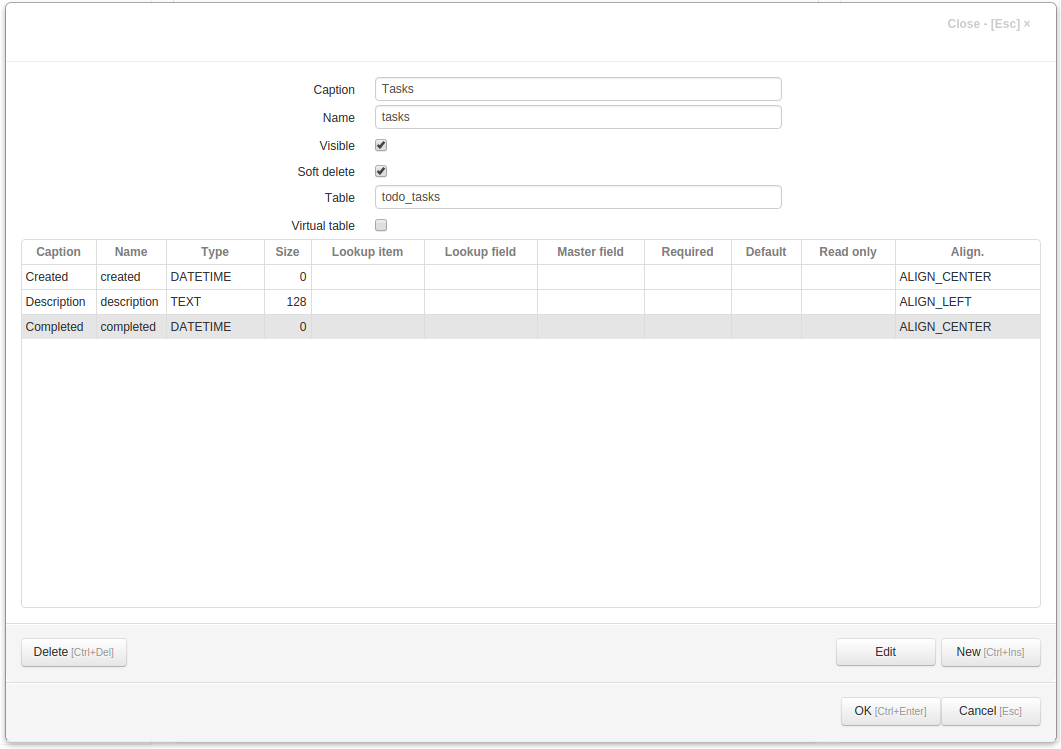 Close - [Esc] ×
Caption Tasks
Name tasks
Visible
Soft delete
Table todo_tasks
Virtual table
Caption Name Type Size Lookup item Lookup field Master field Required Default Read only Align.
Created created DATETIME 0 ALIGN_CENTER
Description description TEXT 128 ALIGN_LEFT
Completed completed DATETIME 0 ALIGN_CENTER
Delete [Ctrl+Del] Edit New [Ctrl+Ins]
OK [Ctrl+Enter] Cancel [Esc]